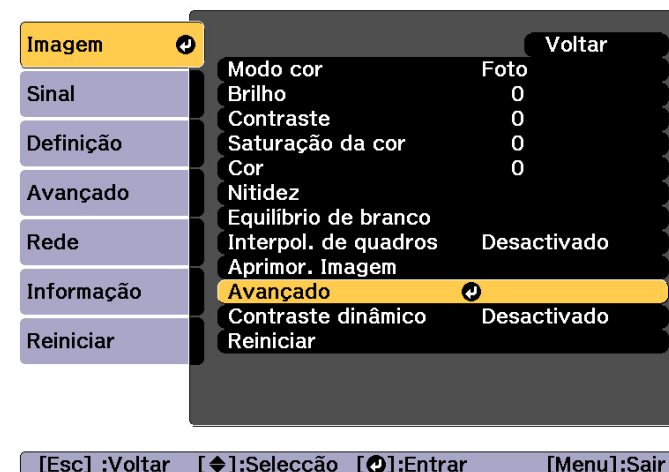 Imagem
Sinal
Definição
Avançado
Rede
Informação
Reiniciar
Voltar
Modo cor Foto
Brilho 0
Contraste 0
Saturação da cor 0
Cor 0
Nitidez
Equilíbrio de branco
Interpol. de quadros Desactivado
Aprimor. Imagem
Avançado
Contraste dinâmico Desactivado
Reiniciar
[Esc] :Voltar [◆]:Selecção [↵]:Entrar [Menu]:Sair